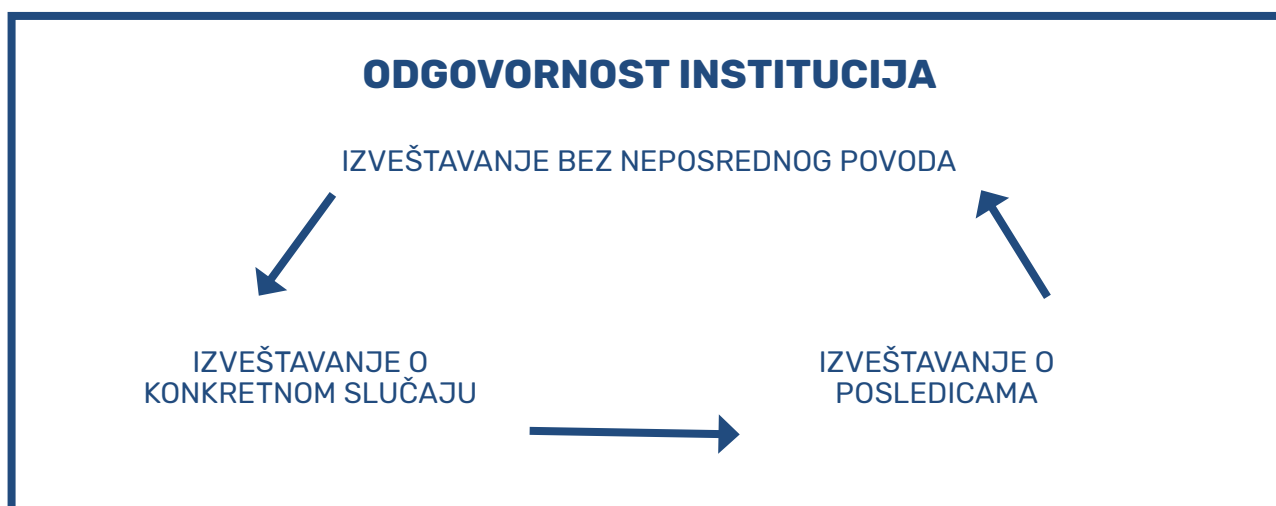 ODGOVORNOST INSTITUCIJA
IZVEŠTAVANJE BEZ NEPOSREDNOG POVODA
IZVEŠTAVANJE O
KONKRETNOM SLUČAJU
IZVEŠTAVANJE O
POSLEDICAMA